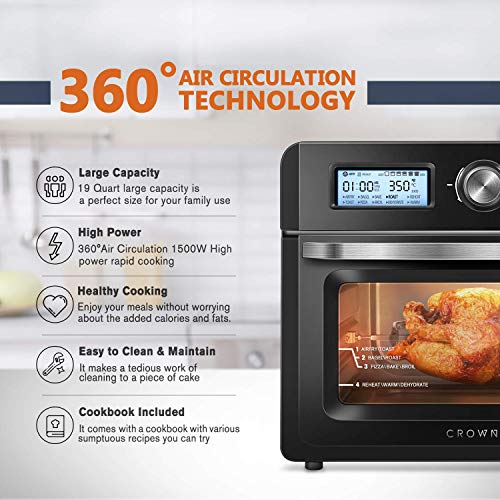 360° AIR CIRCULATION
TECHNOLOGY
Large Capacity
19 Quart large capacity is
a perfect size for your family use
High Power
360°Air Circulation 1500W High
power rapid cooking
Healthy Cooking
Enjoy your meals without worrying
about the added calories and fats.
Easy to Clean & Maintain
It makes a tedious work of
cleaning to a piece of cake
Cookbook Included
It comes with a cookbook with various
sumptuous recipes you can try
01:00 350°F
TOAST
1 AIRFRY/TOAST
2 BAGEL/ROAST
3 PIZZA/BAKE/BROIL
4 REHEAT/WARM/DEHYDRATE
CROWN